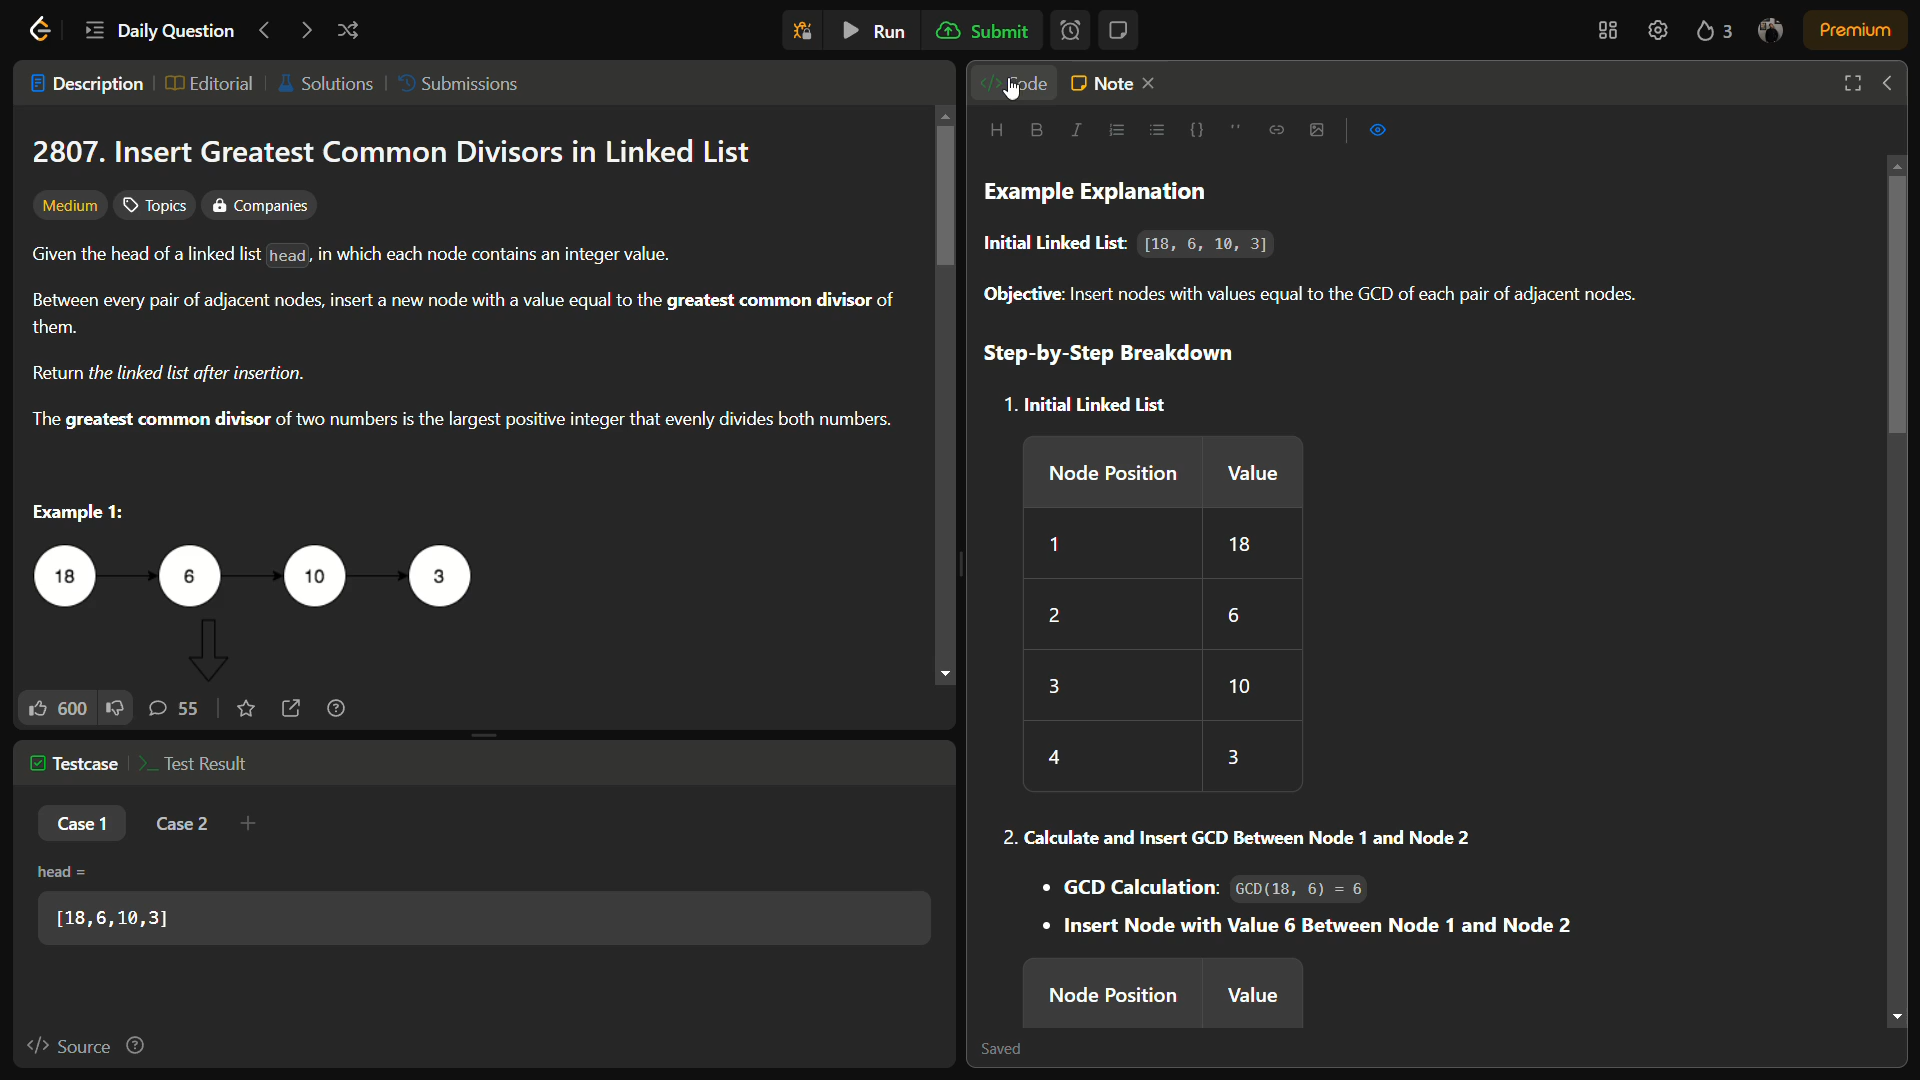 Daily Question
Run
Submit
3
Premium
Description
Editorial
Solutions
Submissions
2807. Insert Greatest Common Divisors in Linked List
Medium
Topics
Companies
Given the head of a linked list head, in which each node contains an integer value.
Between every pair of adjacent nodes, insert a new node with a value equal to the greatest common divisor of
them.
Return the linked list after insertion.
The greatest common divisor of two numbers is the largest positive integer that evenly divides both numbers.
Example 1:
18 6 10 3
600
55
Testcase
Test Result
Case 1
Case 2
head =
[18,6,10,3]
Source
Note
Example Explanation
Initial Linked List: [18, 6, 10, 3]
Objective: Insert nodes with values equal to the GCD of each pair of adjacent nodes.
Step-by-Step Breakdown
1. Initial Linked List
Node Position Value
1 18
2 6
3 10
4 3
2. Calculate and Insert GCD Between Node 1 and Node 2
• GCD Calculation: GCD(18, 6) = 6
• Insert Node with Value 6 Between Node 1 and Node 2
Node Position Value
Saved